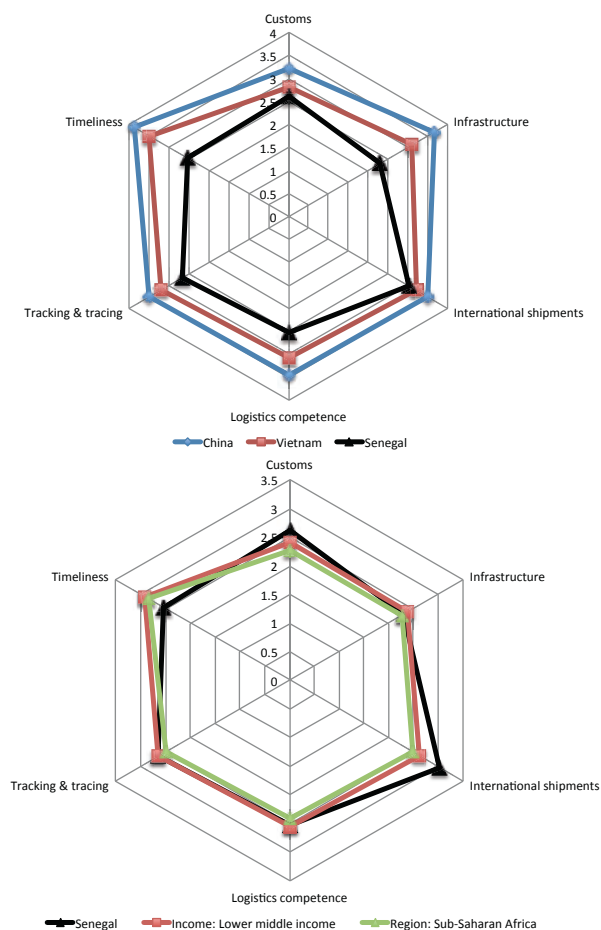 Customs
4
3.5
3
2.5
2
1.5
1
0.5
0
Timeliness
Infrastructure
Tracking & tracing
International shipments
Logistics competence
China Vietnam Senegal
Customs
3.5
3
2.5
2
1.5
1
0.5
0
Timeliness
Infrastructure
Tracking & tracing
International shipments
Logistics competence
Senegal Income: Lower middle income Region: Sub-Saharan Africa